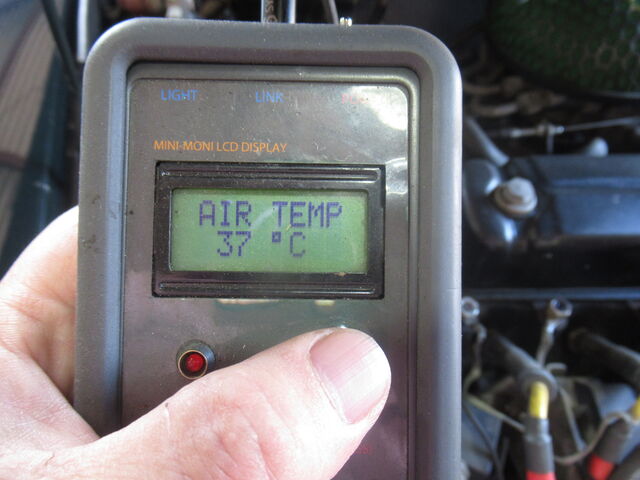 LIGHT LINK
MINI-MONI LCD DISPLAY
AIR TEMP
37 °C